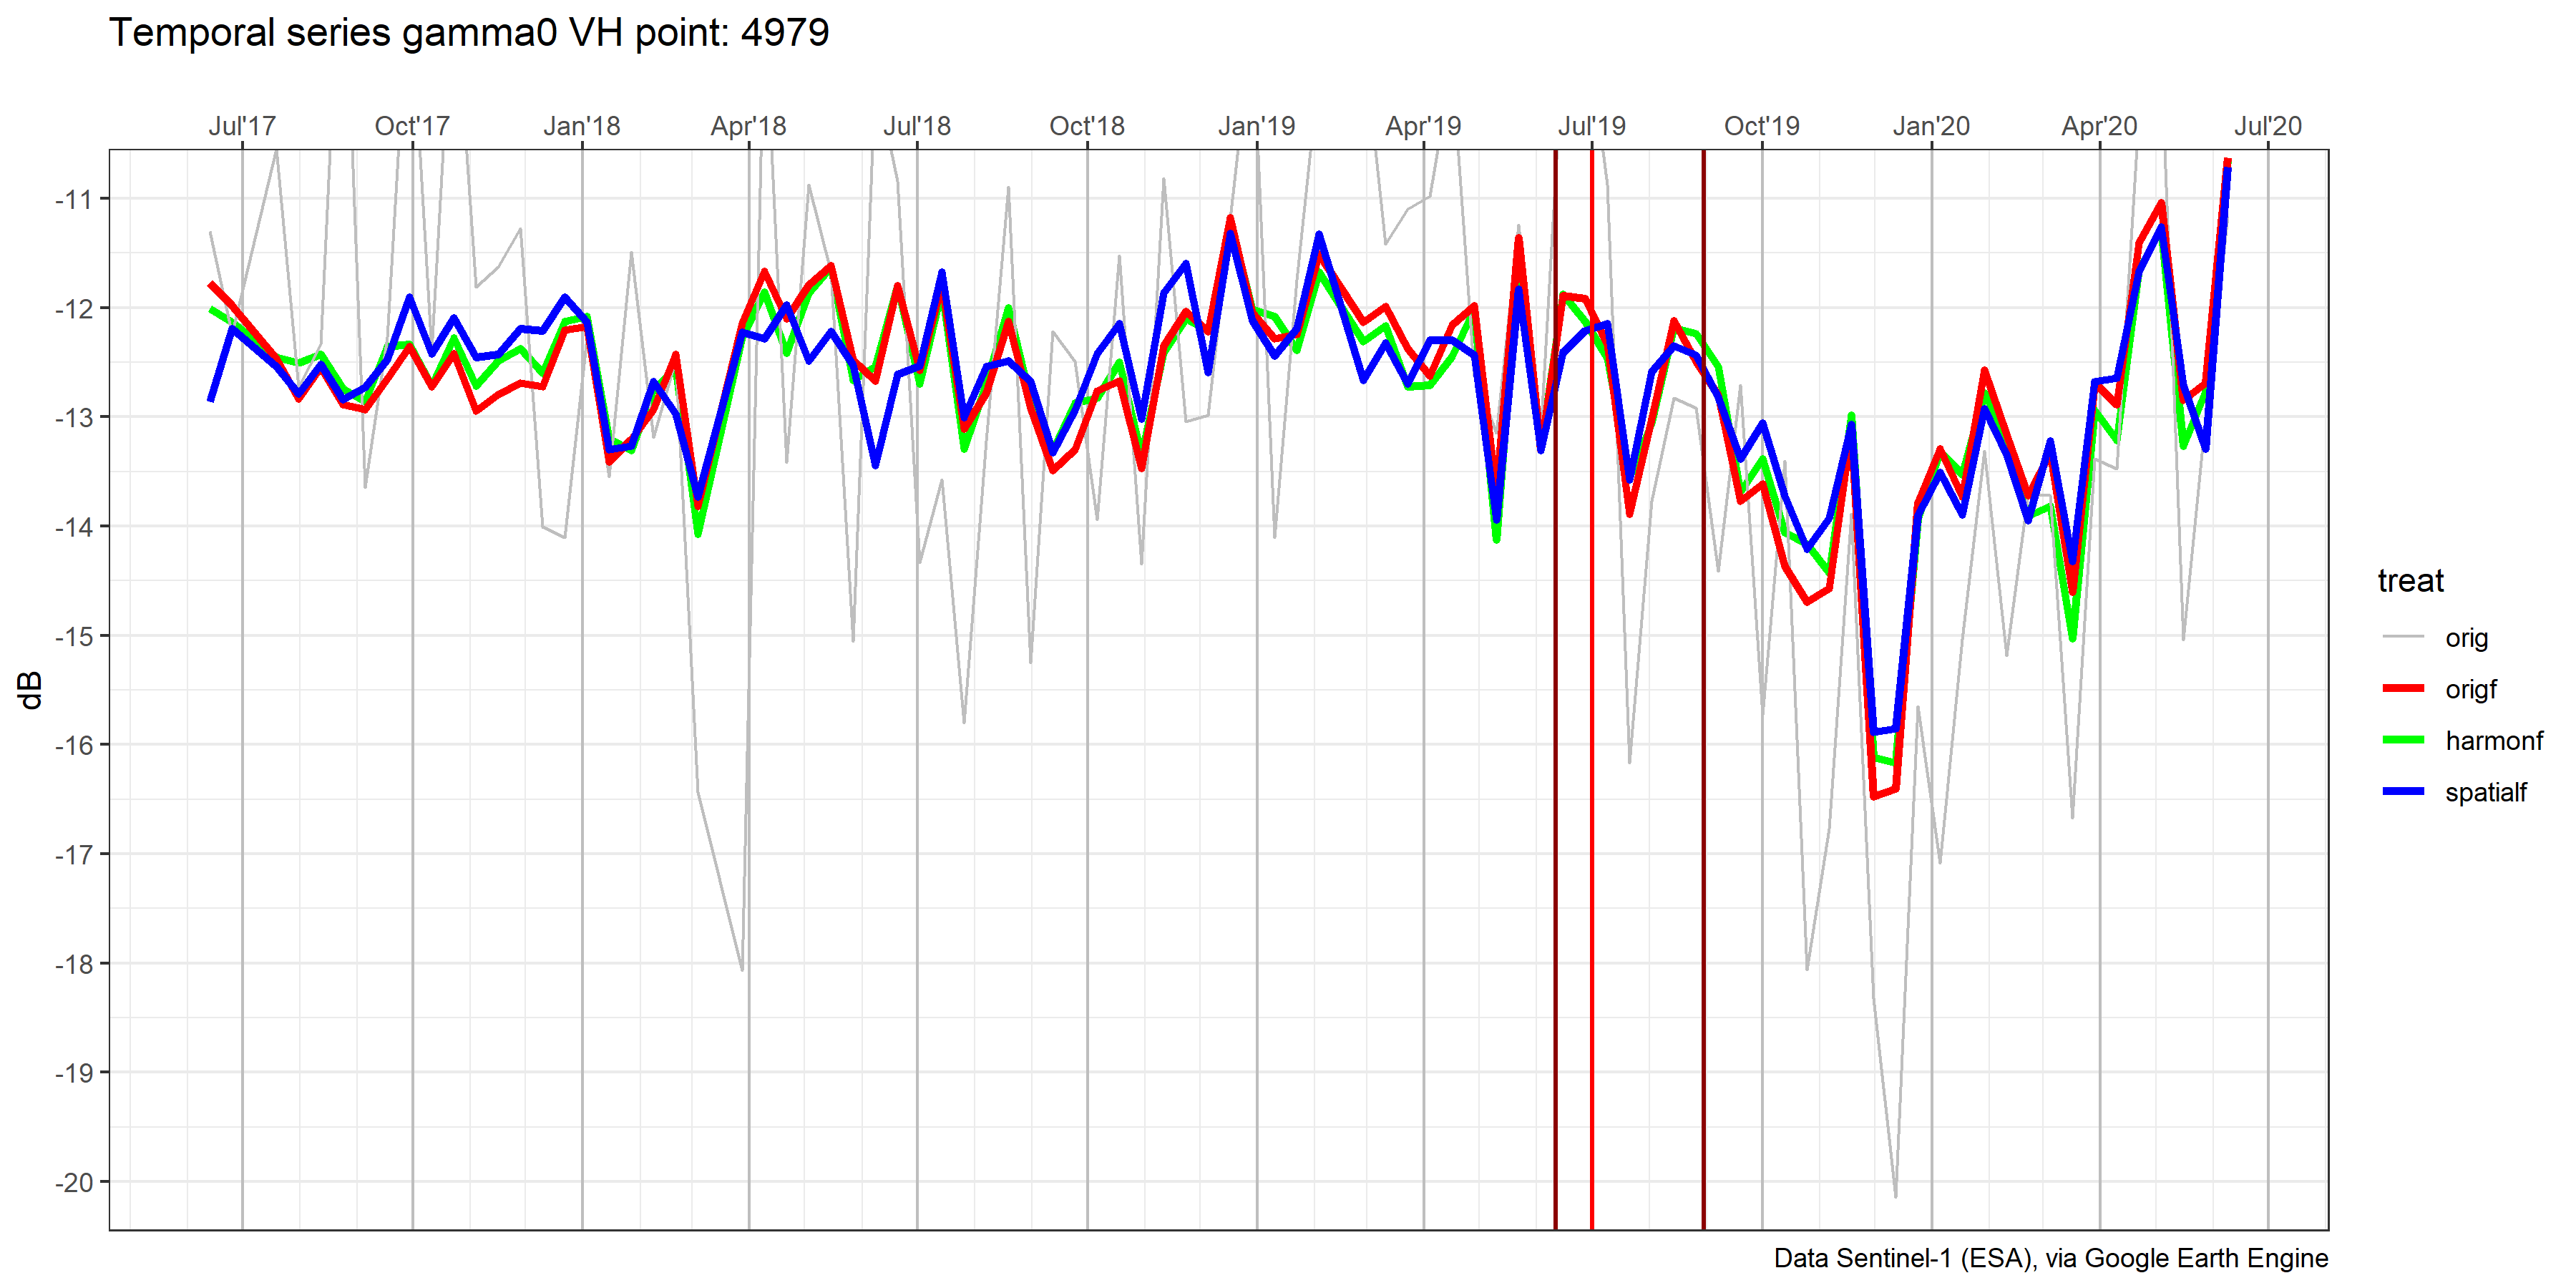 Temporal series gamma0 VH point: 4979
Jul'17 Oct'17 Jan'18 Apr'18 Jul'18 Oct'18 Jan'19 Apr'19 Jul'19 Oct'19 Jan'20 Apr'20 Jul'20
-11
-12
-13
-14
-15
-16
-17
-18
-19
-20
dB
treat
orig
origf
harmonf
spatialf
Data Sentinel-1 (ESA), via Google Earth Engine